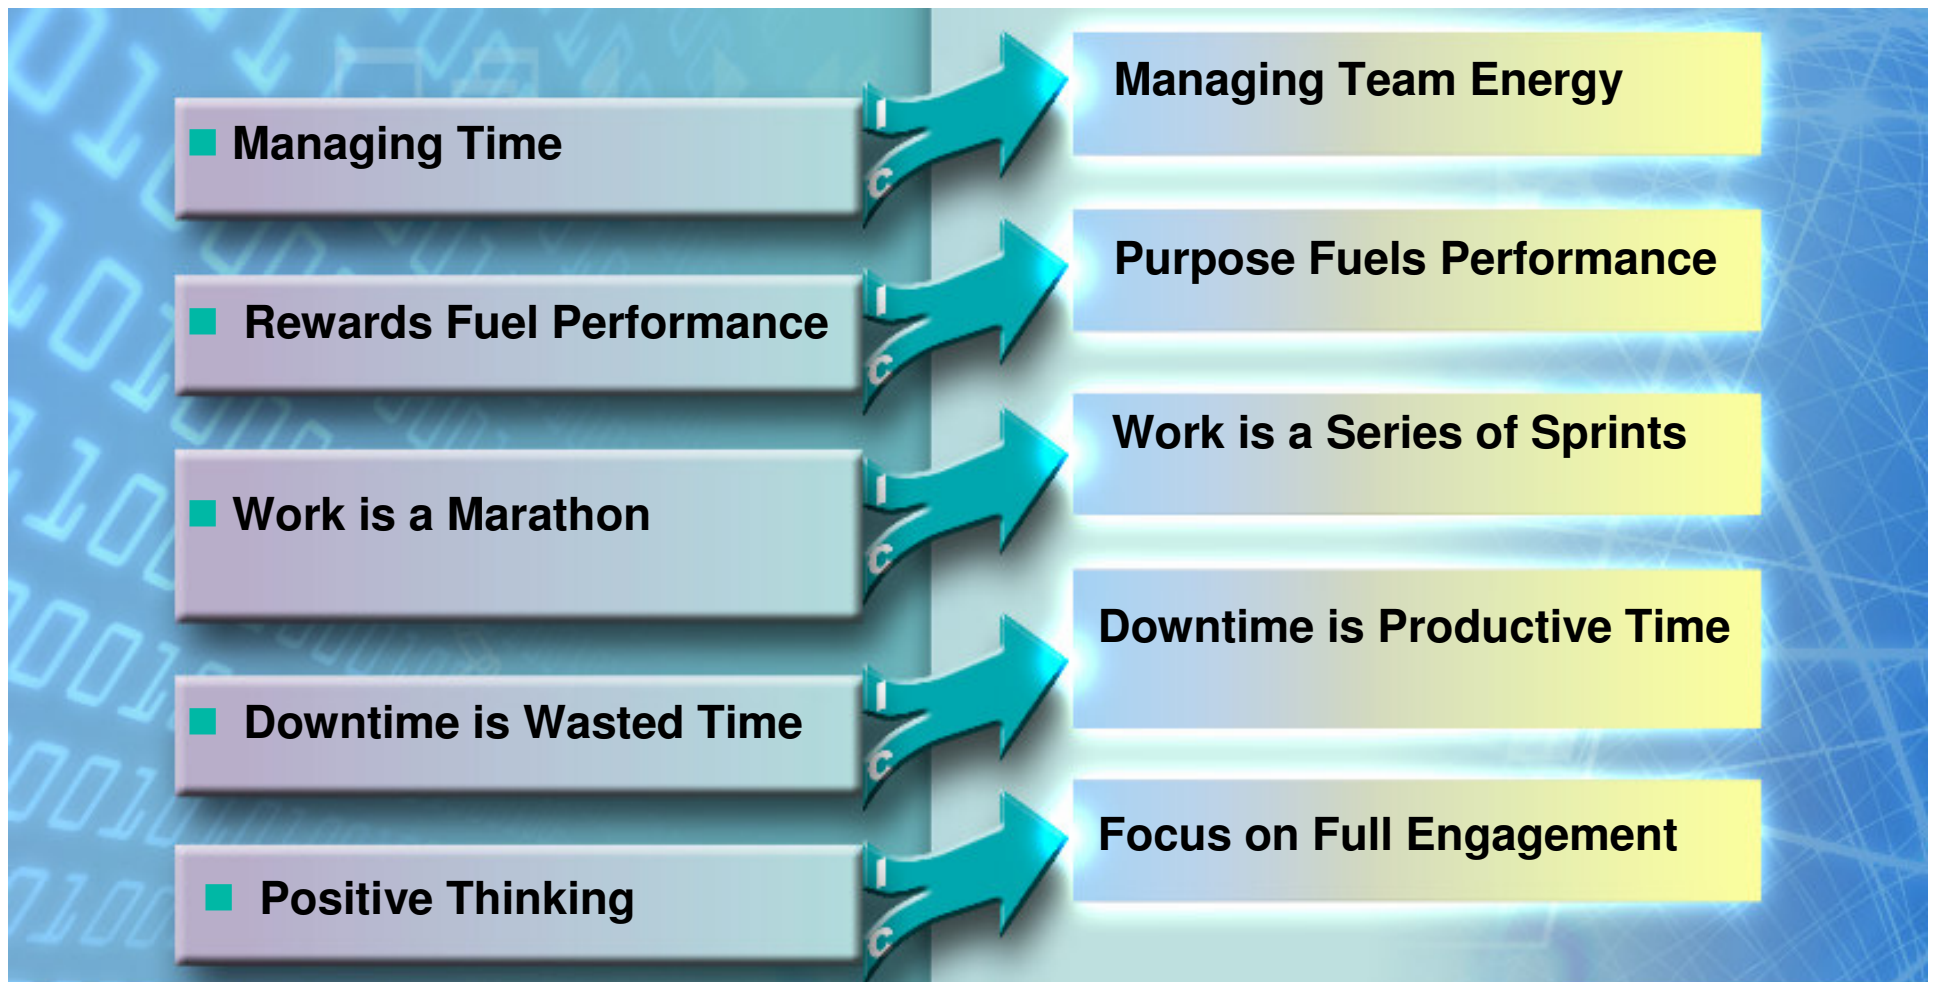 Managing Time
Managing Team Energy
Rewards Fuel Performance
Purpose Fuels Performance
Work is a Marathon
Work is a Series of Sprints
Downtime is Wasted Time
Downtime is Productive Time
Positive Thinking
Focus on Full Engagement